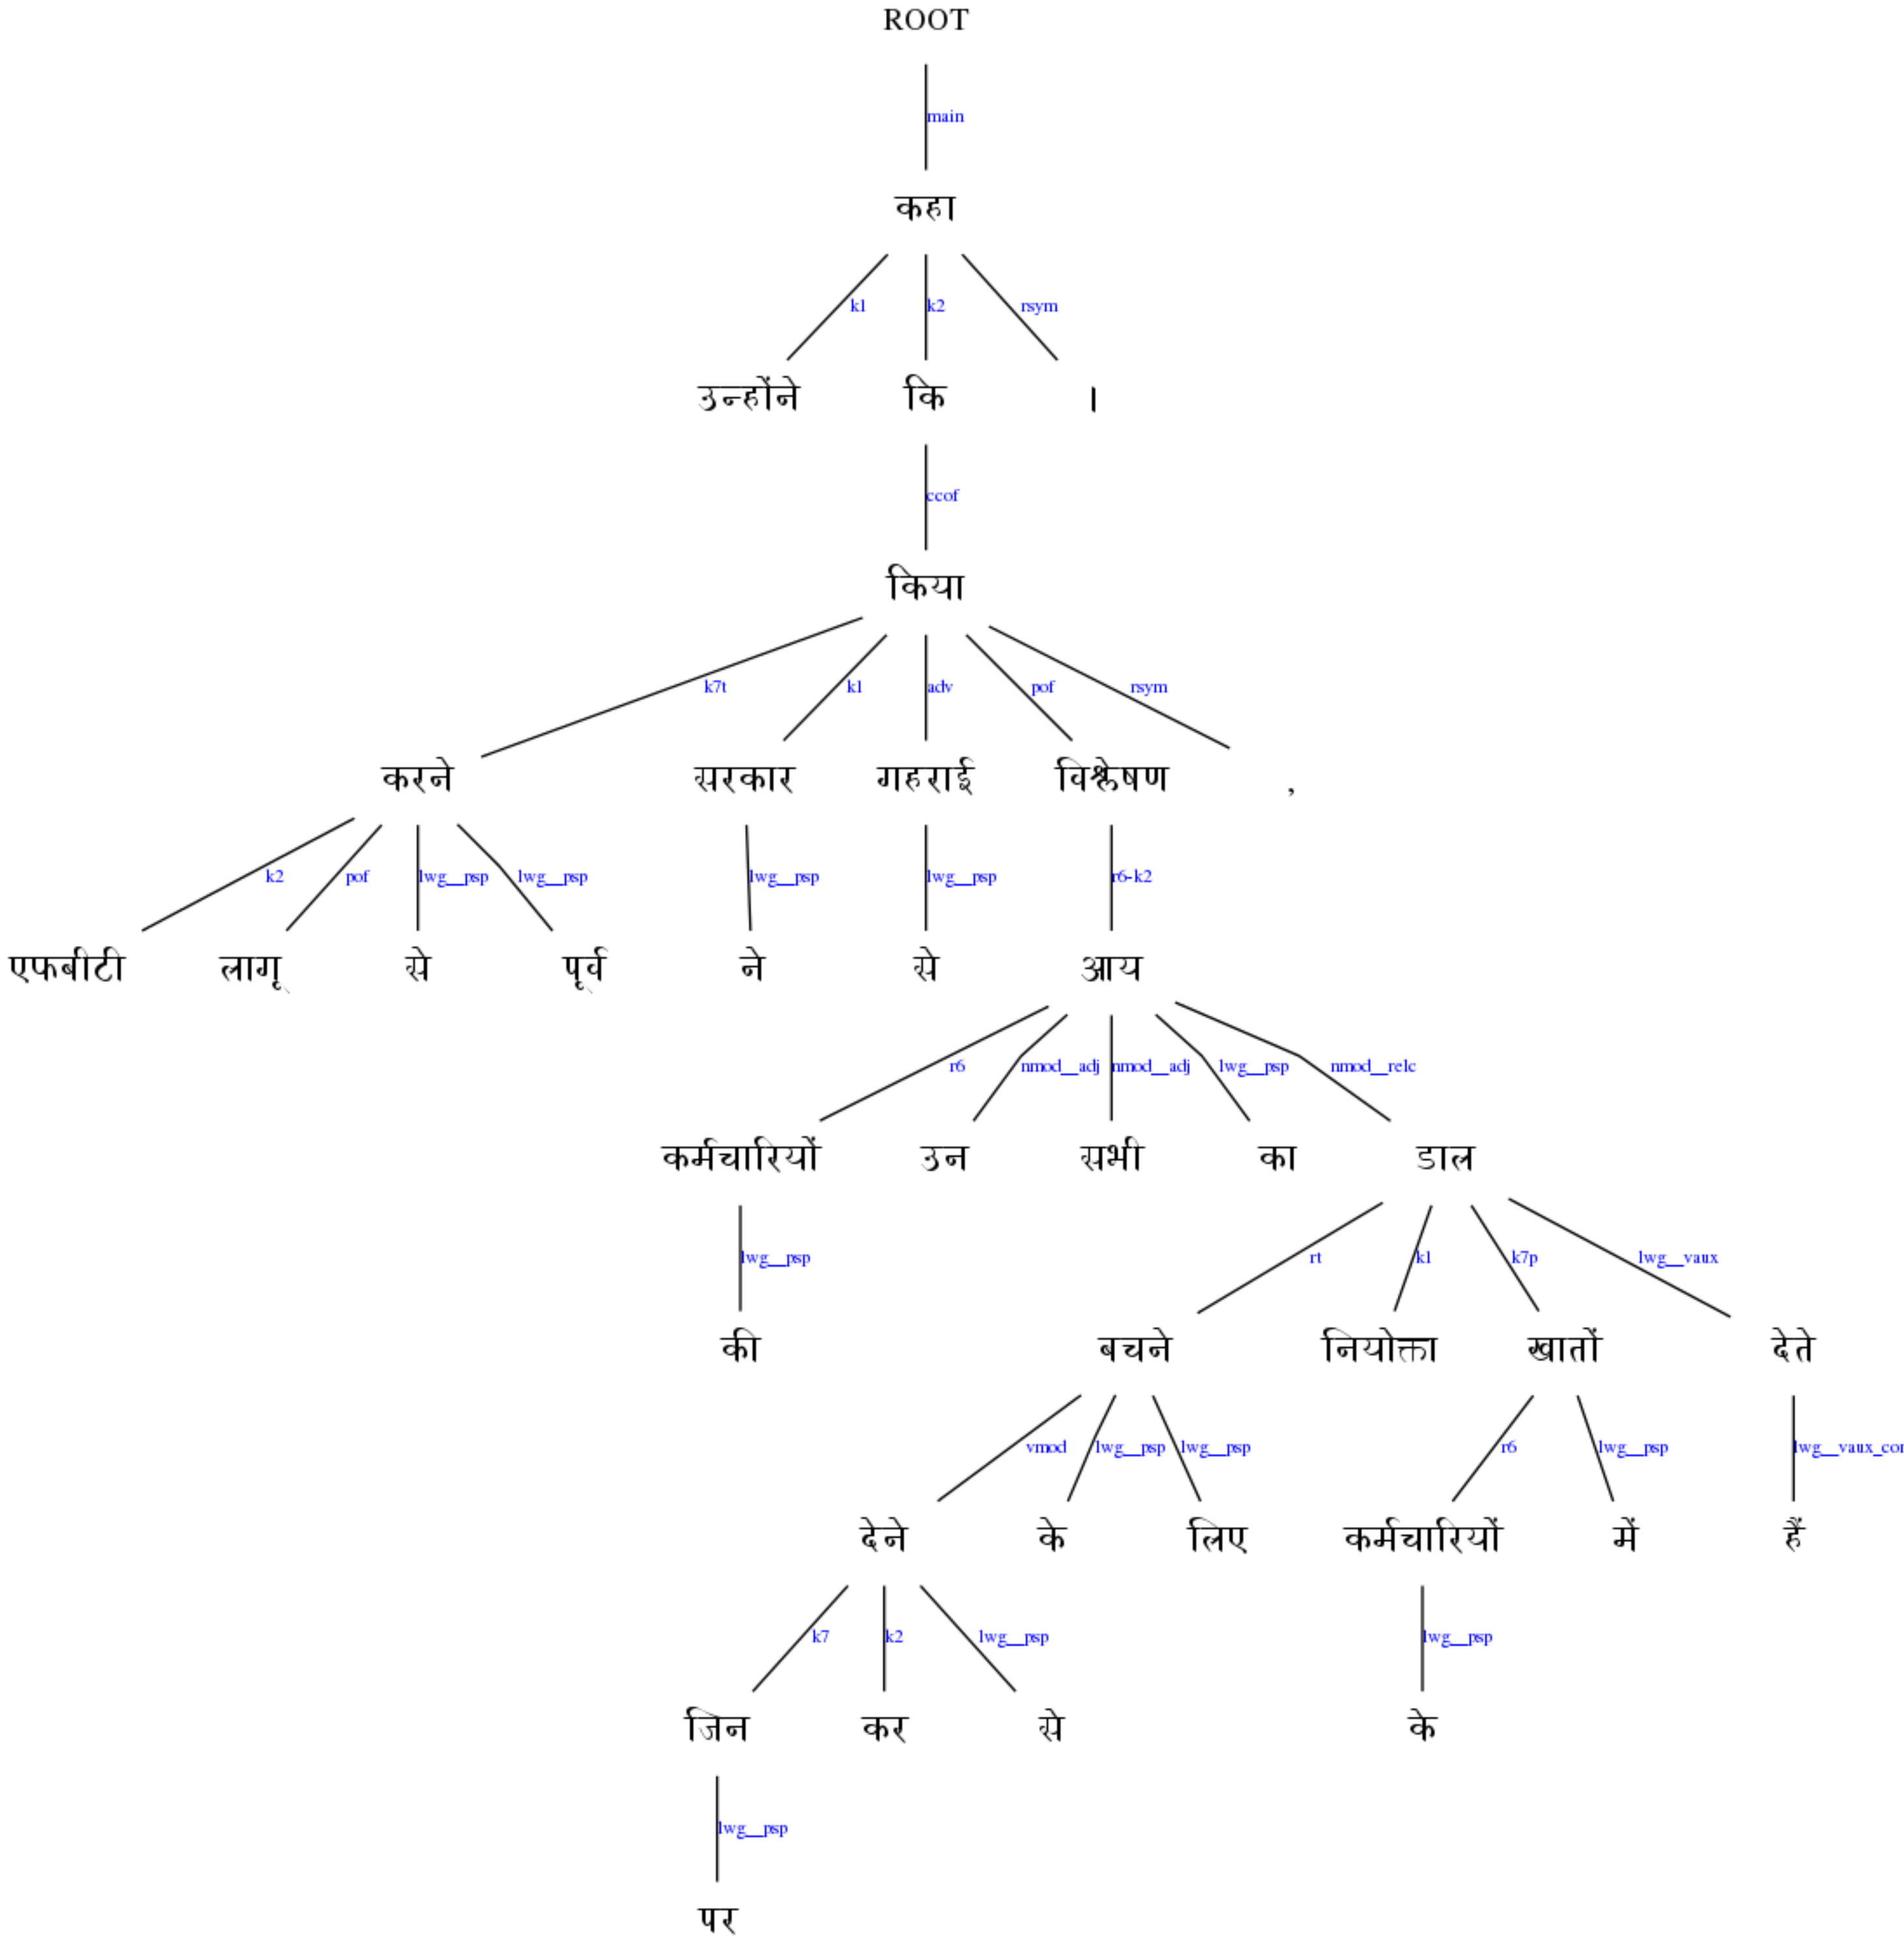 ROOT
main
कहा
k1 k2 rsym
उन्होंने कि ।
ccof
किया
k7t k1 adv pof rsym
करने सरकार गहराई विश्लेषण ,
k2 pof lwg__psp lwg__psp lwg__psp lwg__psp r6-k2
एफबीटी लागू से पूर्व ने से आय
r6 nmod__adj nmod__adj lwg__psp nmod__relc
कर्मचारियों उन सभी का डाल
lwg__psp rt k1 k7p lwg__vaux
की बचने नियोक्ता खातों देते
vmod lwg__psp lwg__psp r6 lwg__psp lwg__vaux_cor
देने के लिए कर्मचारियों में हैं
k7 k2 lwg__psp lwg__psp
जिन कर से के
lwg__psp
पर